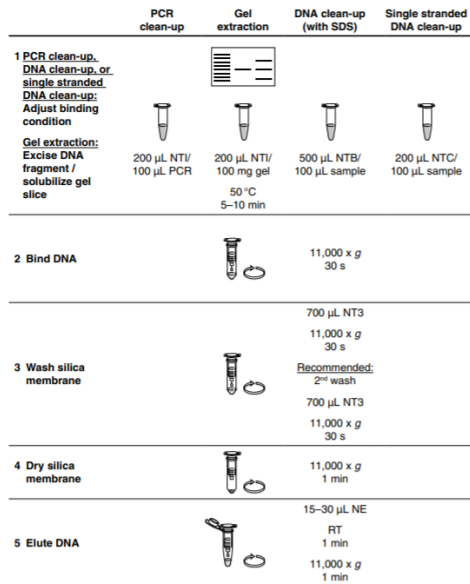 PCR
clean-up
Gel
extraction
DNA clean-up
(with SDS)
Single stranded
DNA clean-up
1 PCR clean-up,
DNA clean-up, or
single stranded
DNA clean-up:
Adjust binding
condition
Gel extraction:
Excise DNA
fragment /
solubilize gel
slice
200 µL NTI/
100 µL PCR
200 µL NTI/
100 mg gel
50 °C
5–10 min
500 µL NTB/
100 µL sample
200 µL NTC/
100 µL sample
2 Bind DNA
11,000 x g
30 s
3 Wash silica
membrane
700 µL NT3
11,000 x g
30 s
Recommended:
2nd wash
700 µL NT3
11,000 x g
30 s
4 Dry silica
membrane
11,000 x g
1 min
5 Elute DNA
15–30 µL NE
RT
1 min
11,000 x g
1 min